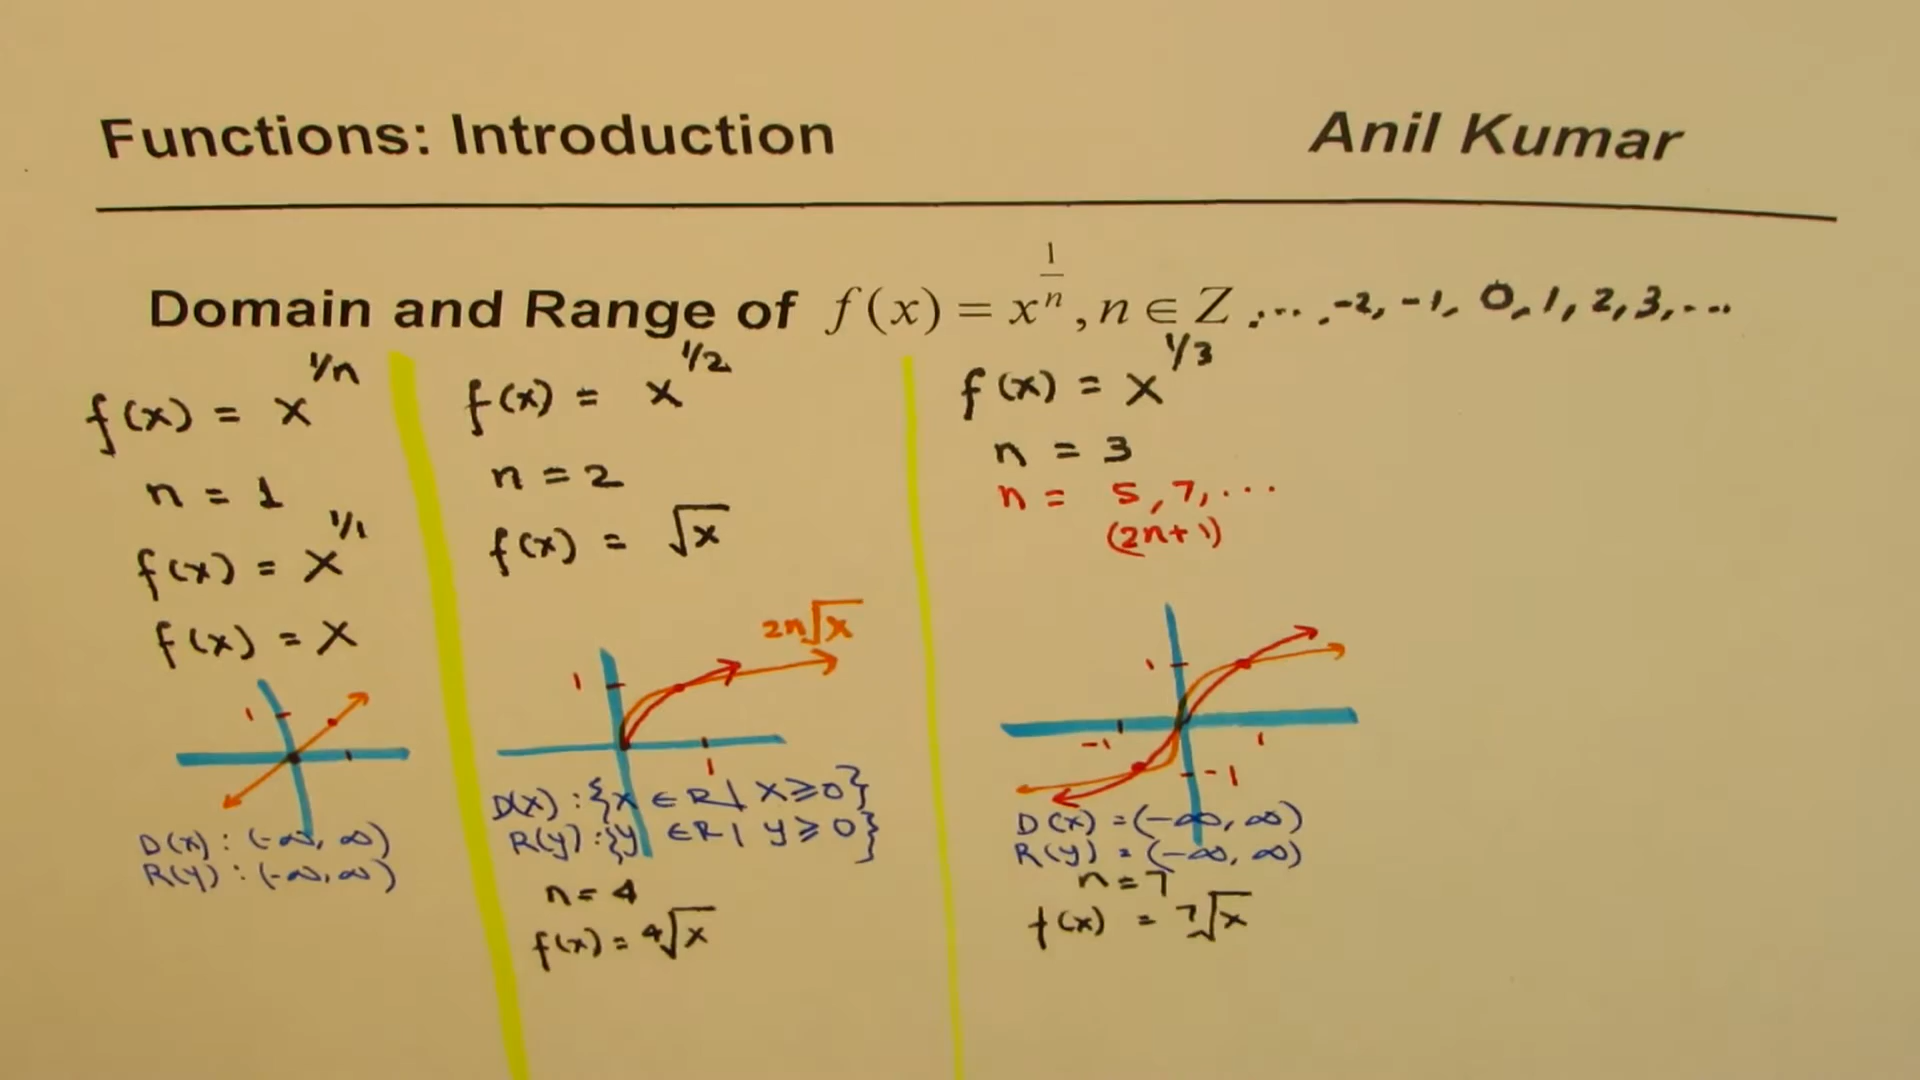 Functions: Introduction
Anil Kumar
Domain and Range of f(x) = x^{1/n}, n ∈ Z ... -2, -1, 0, 1, 2, 3, ...
f(x) = x^{1/n}
n = 1
f(x) = x^{1/1}
f(x) = x
1
D(x) : (-∞, ∞)
R(y) : (-∞, ∞)
f(x) = x^{1/2}
n = 2
f(x) = √x
2n√x
1
1
D(x) : {x ∈ R | x ⩾ 0}
R(y) : {y ∈ R | y ⩾ 0}
n = 4
f(x) = ⁴√x
f(x) = x^{1/3}
n = 3
n = 5, 7, ...
(2n+1)
1
-1
1
-1
D(x) = (-∞, ∞)
R(y) = (-∞, ∞)
n = 7
f(x) = ⁷√x